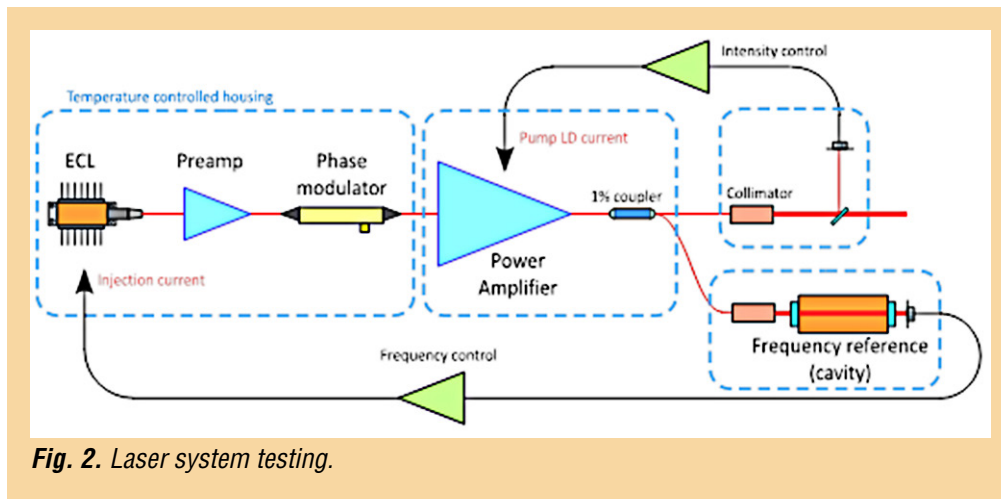 Intensity control
Temperature controlled housing
ECL
Preamp
Phase
modulator
Pump LD current
1% coupler
Collimator
Power
Amplifier
Injection current
Frequency control
Frequency reference
(cavity)
Fig. 2. Laser system testing.